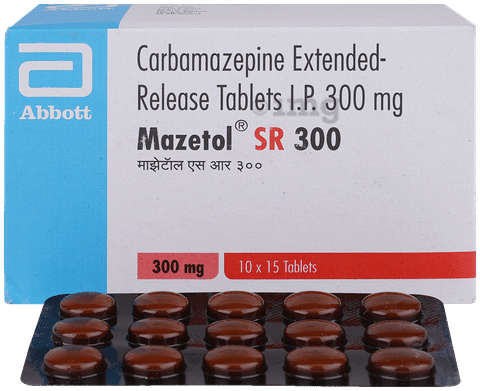 Carbamazepine Extended-
Release Tablets I.P. 300 mg
Abbott
Mazetol® SR 300
माझेटॉल एस आर ३००
300 mg
10 x 15 Tablets